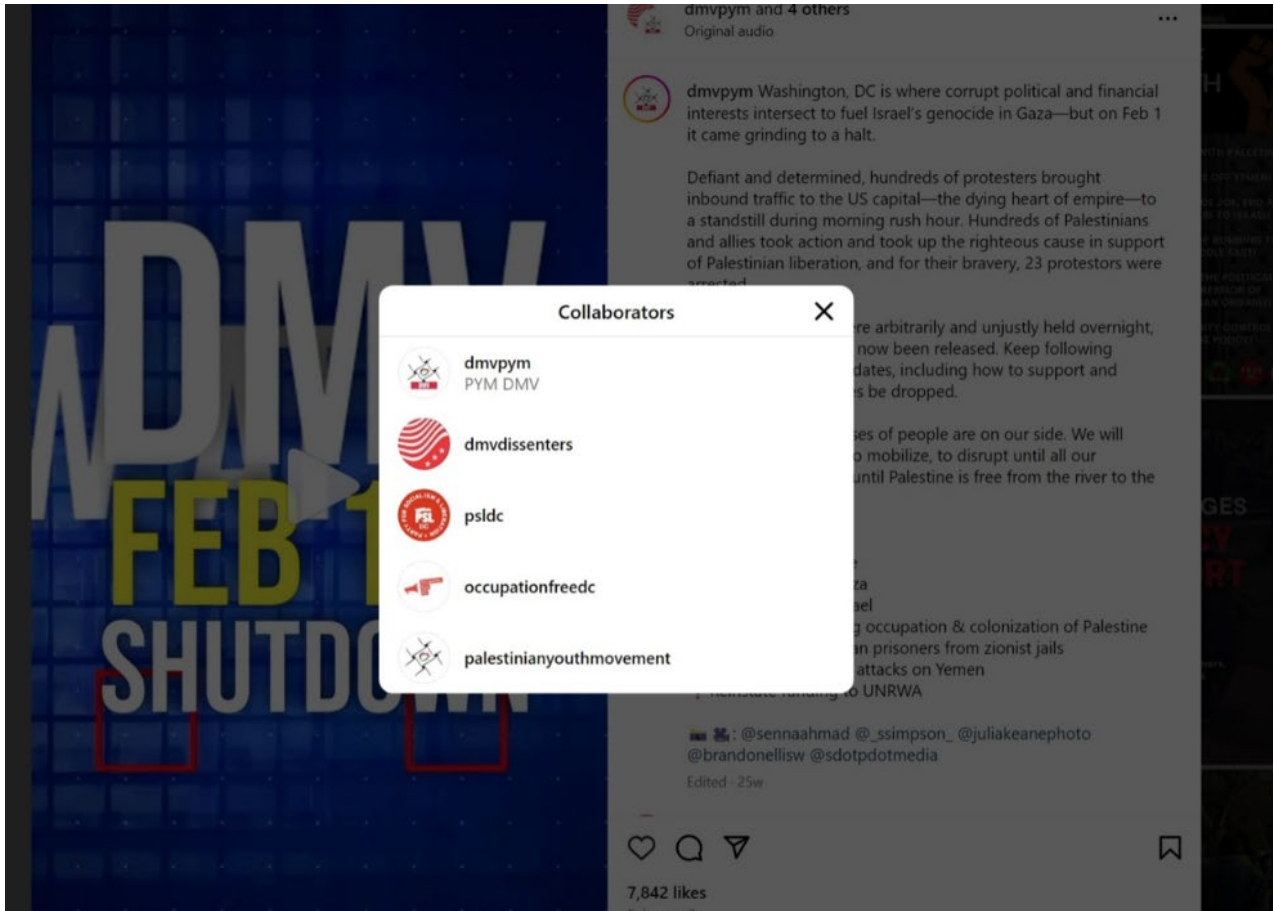 dmvpym and 4 others
Original audio
dmvpym Washington, DC is where corrupt political and financial
interests intersect to fuel Israel's genocide in Gaza—but on Feb 1
it came grinding to a halt.
Defiant and determined, hundreds of protesters brought
inbound traffic to the US capital—the dying heart of empire—to
a standstill during morning rush hour. Hundreds of Palestinians
and allies took action and took up the righteous cause in support
of Palestinian liberation, and for their bravery, 23 protestors were
arrested
re arbitrarily and unjustly held overnight,
now been released. Keep following
dates, including how to support and
s be dropped.
ses of people are on our side. We will
o mobilize, to disrupt until all our
until Palestine is free from the river to the
za
ael
g occupation & colonization of Palestine
an prisoners from zionist jails
attacks on Yemen
Reinstate funding to UNRWA
: @sennaahmad @_ssimpson_ @juliakeanephoto
@brandonellisw @sdotpdotmedia
Edited · 25w
7,842 likes
Collaborators
dmvpym
PYM DMV
dmvdissenters
PSL
DC
psldc
occupationfreedc
palestinianyouthmovement
DMV
FEB 1
SHUTDOWN